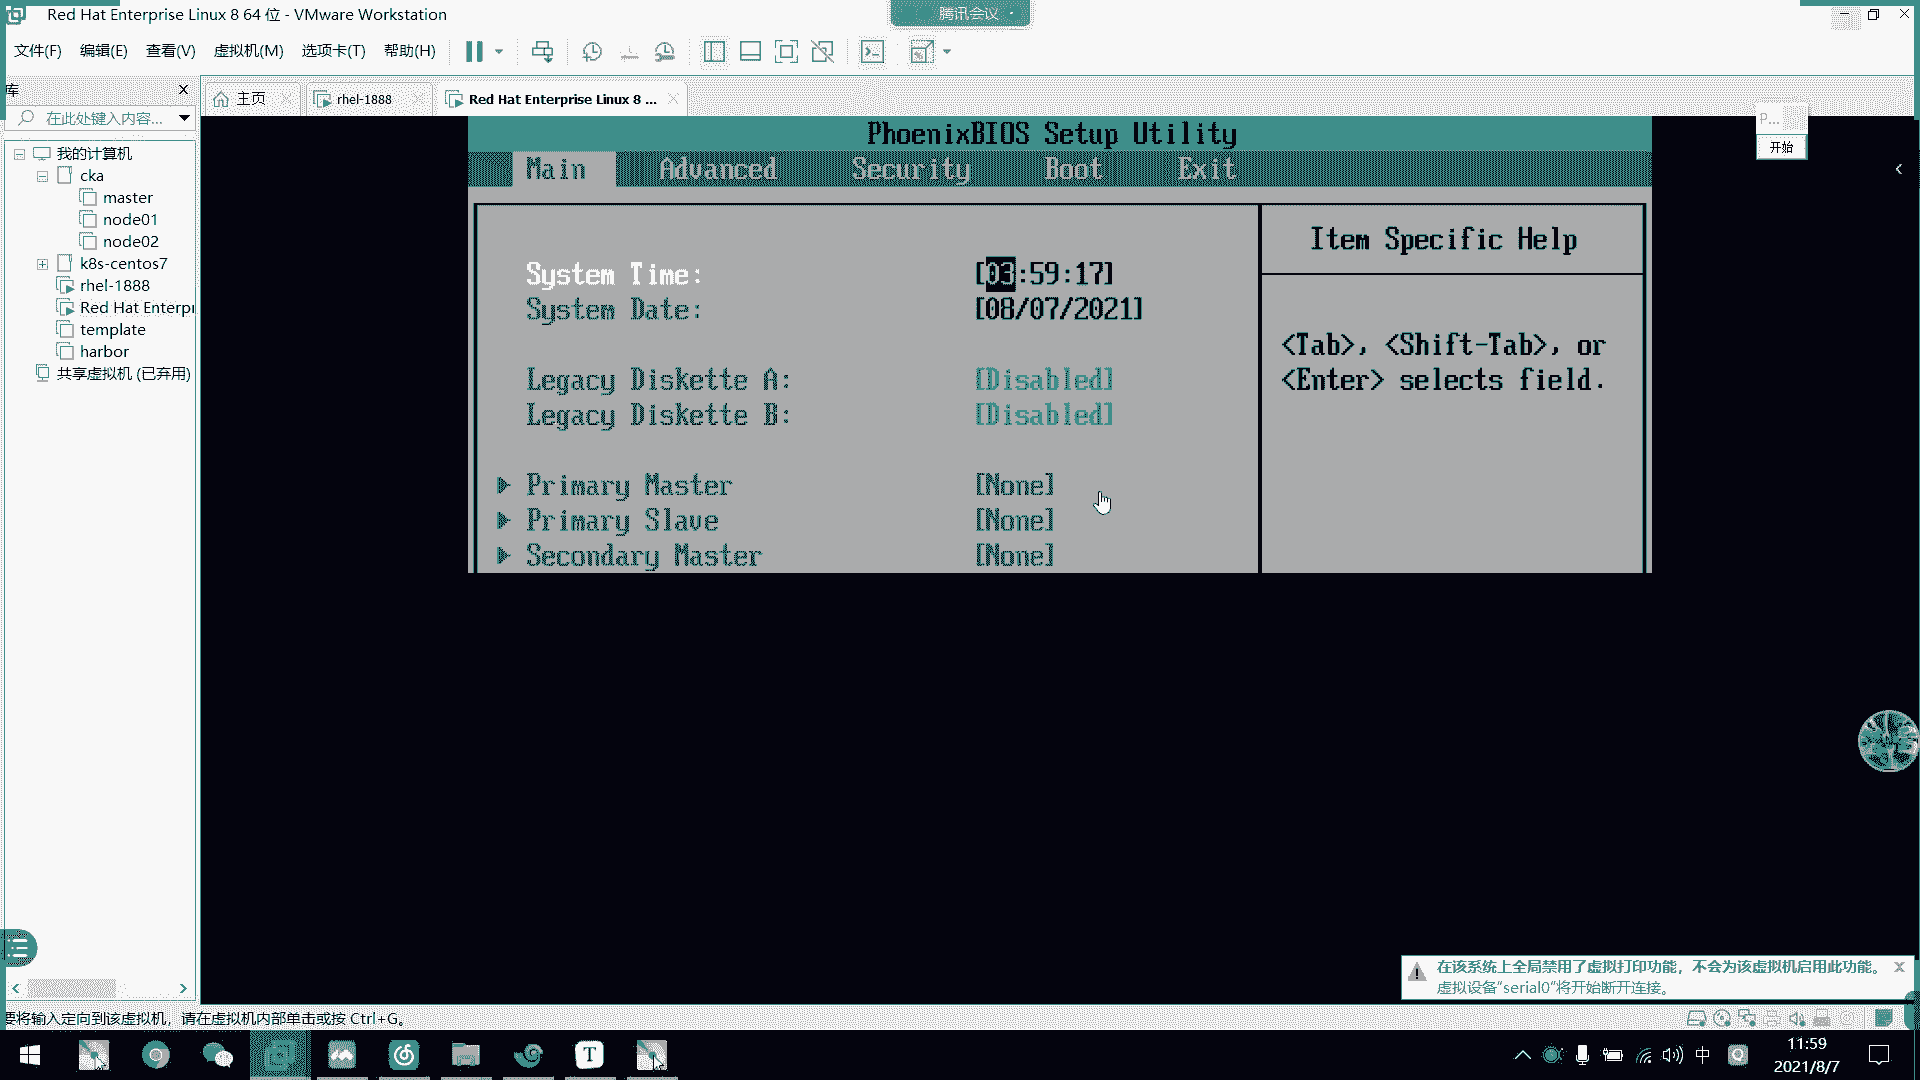 Red Hat Enterprise Linux 8 64 位 - VMware Workstation
腾讯会议
文件(F) 编辑(E) 查看(V) 虚拟机(M) 选项卡(T) 帮助(H)
库
主页
rhel-1888
Red Hat Enterprise Linux 8 ...
在此处键入内容...
我的计算机
cka
master
node01
node02
k8s-centos7
rhel-1888
Red Hat Enterpr
template
harbor
共享虚拟机 (已弃用)
P...
开始
PhoenixBIOS Setup Utility
Main Advanced Security Boot Exit
System Time: [03:59:17]
System Date: [08/07/2021]
Legacy Diskette A: [Disabled]
Legacy Diskette B: [Disabled]
Primary Master [None]
Primary Slave [None]
Secondary Master [None]
Item Specific Help
<Tab>, <Shift-Tab>, or
<Enter> selects field.
在该系统上全局禁用了虚拟打印功能，不会为该虚拟机启用此功能。
虚拟设备“serial0”将开始断开连接。
要将输入定向到该虚拟机，请在虚拟机内部单击或按 Ctrl+G。
T
中
Q
11:59
2021/8/7